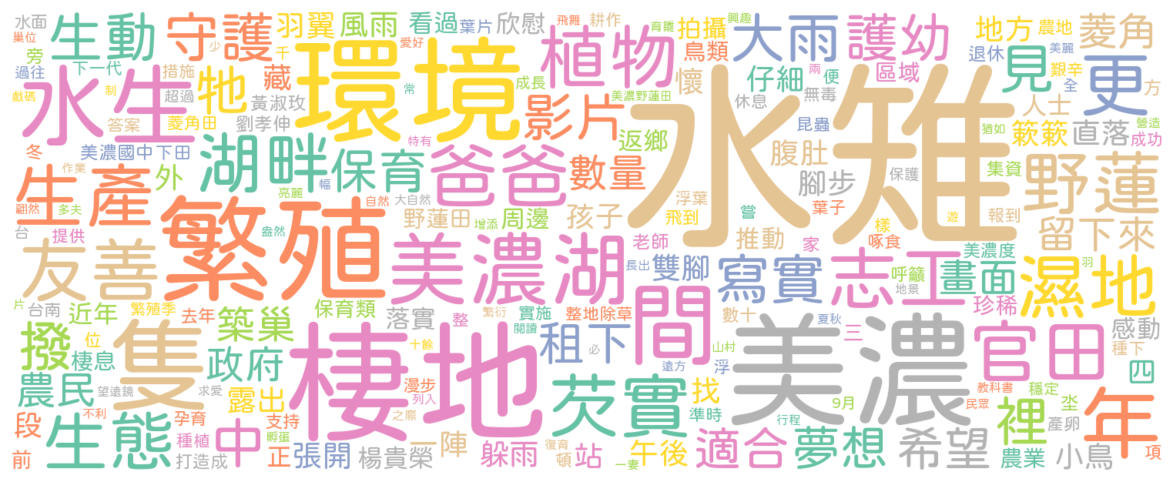 水面 生動 守護 羽翼 風雨 看過 葉片 欣慰 飛舞 耕作 育雛 興趣
巢位 旁 少 千 愛好 植物 拍攝 大雨 護幼 地方 農地 菱角
過往 下一代 措施 藏 環境 成長 鳥類 仔細 便 兩 區域 退休 美麗 見 更
戲碼 水生 超過 黃淑玫 牠 制 常 影片 美濃野蓮田 懷 休息 無毒 人士 艱辛 全 方
答案 菱角田 劉孝伸 返鄉 水雉 昆蟲 簌簌 直落 猶如 營造 成功
冬 美濃國中下田 湖畔 保育 特有 爸爸 數量 腹肚 腳步 保護 集資 野蓮
作業 外 亮麗 幅 自然 大自然 浮葉 嘗 葉子
生產 翩然 多夫 盎然 繁殖 野蓮田 增添 周邊 孩子 飛到 推動 樣 遊 報到 留下來
台 提供 友善 美濃湖 老師 家 啄食 美濃度
長出 雙腳 寫實 志工 呼籲 畫面 濕地 羽
片 台南 近年 繁殖季 去年 築巢 保育類 落實 繁衍 整 實施 整地除草 數十 地景 珍稀
撥 位 隻 棲地 十餘 閱讀 租下 間 必 夏秋 三 美濃 官田 感動
棲息 政府 山村 種下
農民 望遠鏡 求愛 露出 漫步 列入 芡實 找 遠方 浮 準時 9月 教科書 民眾 穩定 四
段 不利 孕育 支持 之廳 行程 裡 坐 產卵 年
前 生態 種植 中 孵蛋 正 張開 一陣 躲雨 復育 站 午後 適合 夢想 希望 農業 小鳥 項
打造成 楊貴榮 頓 一妻